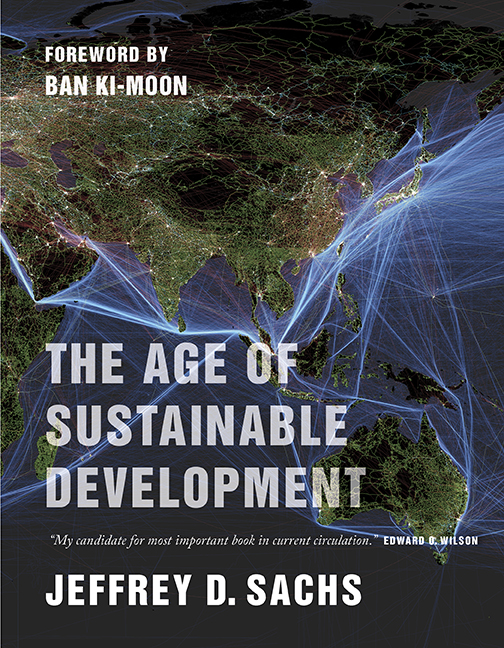 FOREWORD BY
BAN KI-MOON
THE AGE OF
SUSTAINABLE
DEVELOPMENT
“My candidate for most important book in current circulation.” EDWARD O. WILSON
JEFFREY D. SACHS